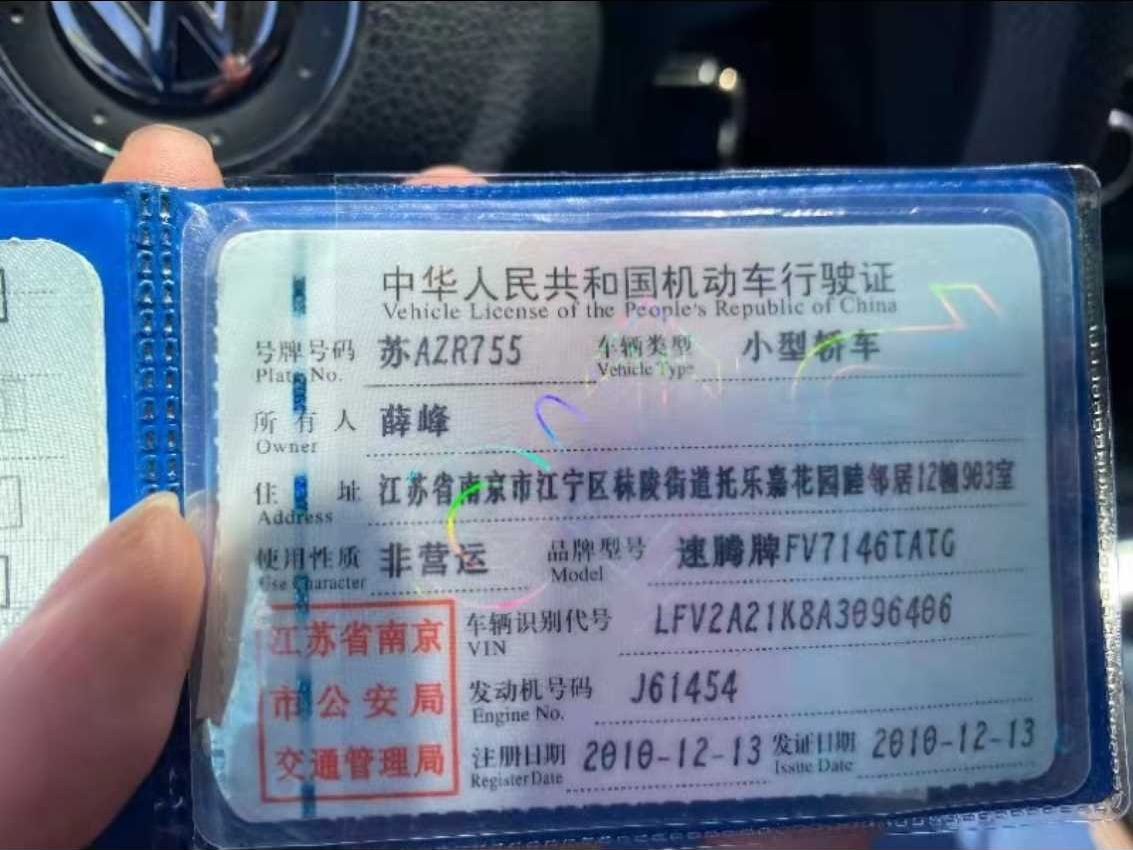 中华人民共和国机动车行驶证
Vehicle License of the People's Republic of China
号牌号码 苏AZR755 车辆类型 小型轿车
Plate No. Vehicle Type
所有人 薛峰
Owner
住址 江苏省南京市江宁区秣陵街道托乐嘉花园睦邻居12幢903室
Address
使用性质 非营运 品牌型号 速腾牌FV7146TATG
Use Character Model
江苏省南京
市公安局
交通管理局
车辆识别代号 LFV2A21K8A3096406
VIN
发动机号码 J61454
Engine No.
注册日期 2010-12-13 发证日期 2010-12-13
Register Date Issue Date